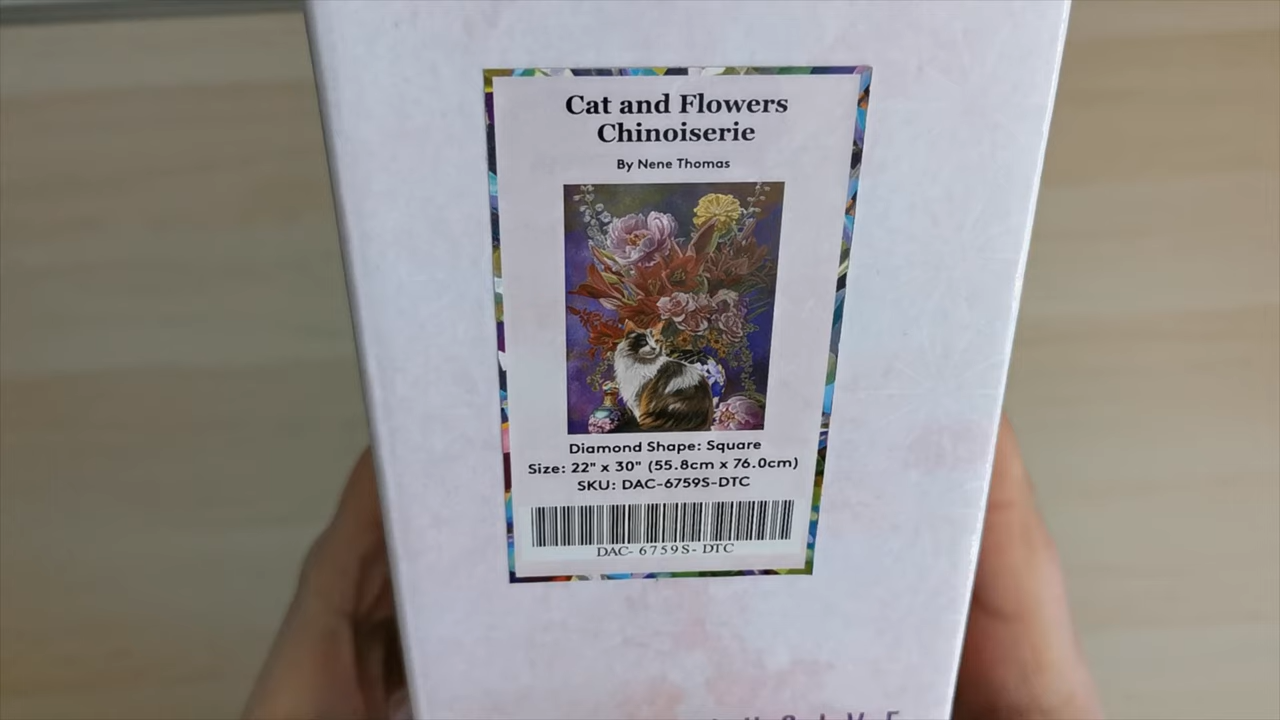 Cat and Flowers
Chinoiserie
By Nene Thomas
Diamond Shape: Square
Size: 22" x 30" (55.8cm x 76.0cm)
SKU: DAC-6759S-DTC
DAC- 6759S- DTC